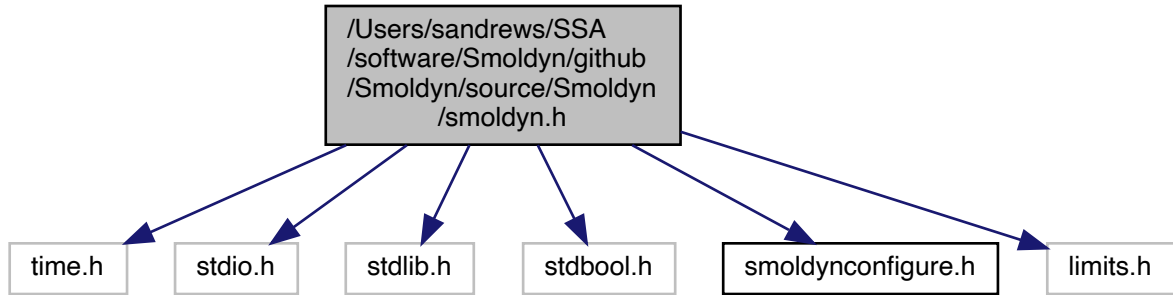 /Users/sandrews/SSA
/software/Smoldyn/github
/Smoldyn/source/Smoldyn
/smoldyn.h
time.h
stdio.h
stdlib.h
stdbool.h
smoldynconfigure.h
limits.h